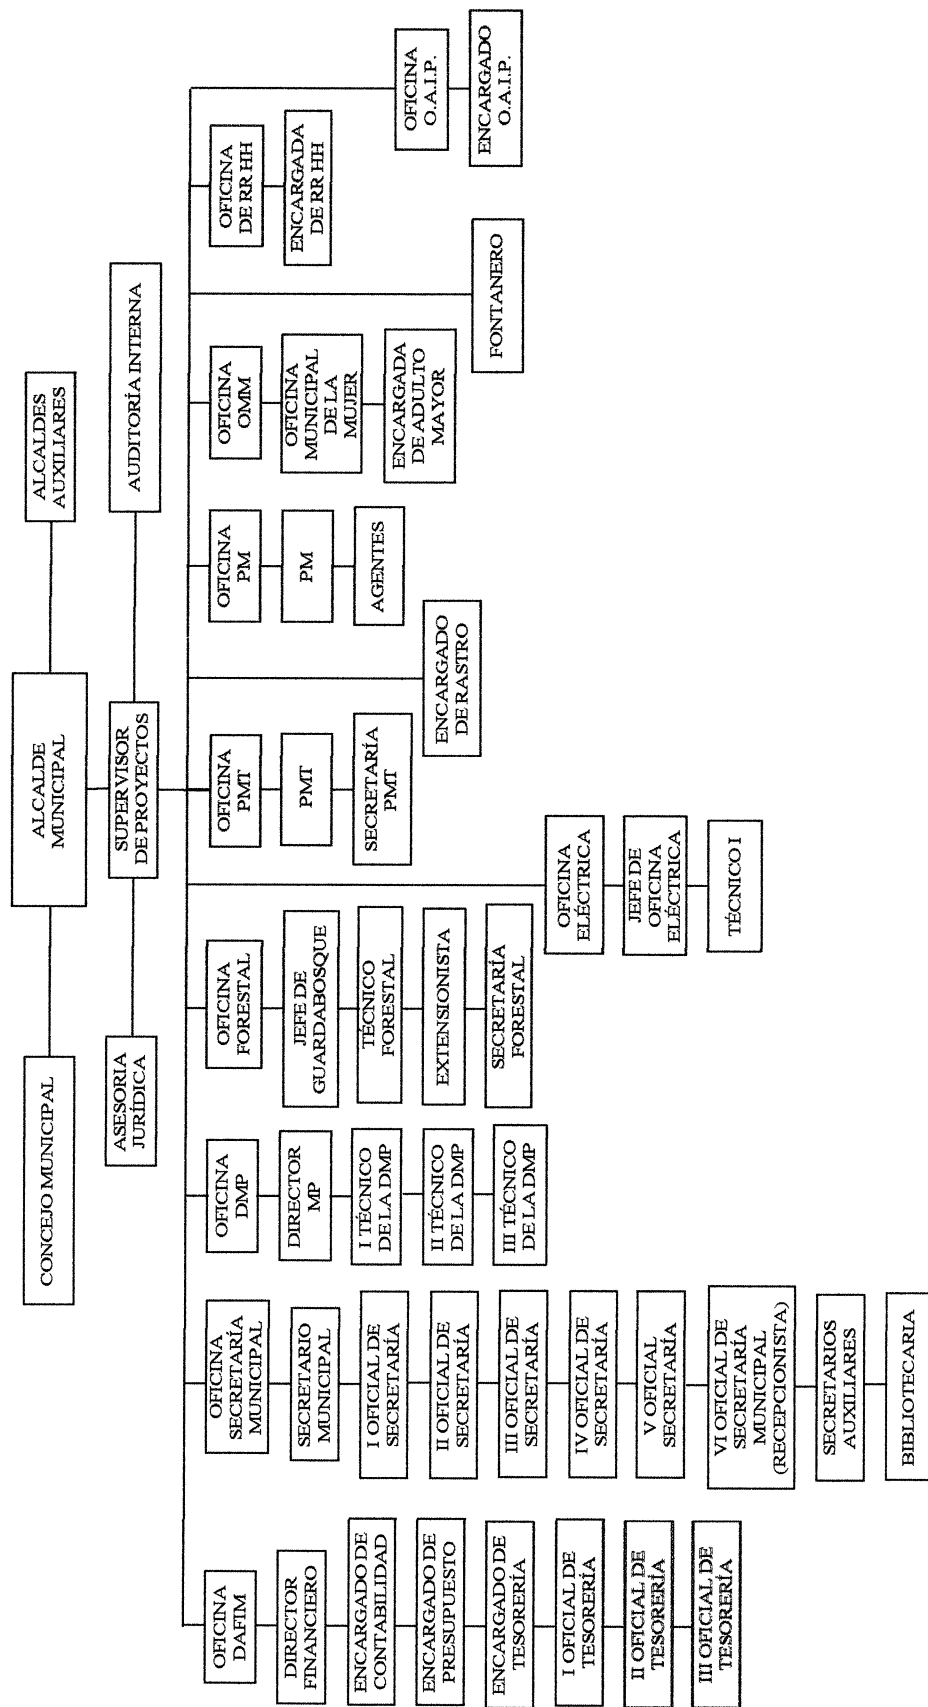 CONCEJO MUNICIPAL
ALCALDE
MUNICIPAL
ALCALDES
AUXILIARES
ASESORIA
JURÍDICA
SUPERVISOR
DE PROYECTOS
AUDITORÍA INTERNA
OFICINA
DAFIM
DIRECTOR
FINANCIERO
ENCARGADO DE
CONTABILIDAD
ENCARGADO DE
PRESUPUESTO
ENCARGADO DE
TESORERÍA
I OFICIAL DE
TESORERÍA
II OFICIAL DE
TESORERÍA
III OFICIAL DE
TESORERÍA
OFICINA
SECRETARÍA
MUNICIPAL
SECRETARIO
MUNICIPAL
I OFICIAL DE
SECRETARÍA
II OFICIAL DE
SECRETARÍA
III OFICIAL DE
SECRETARÍA
IV OFICIAL DE
SECRETARÍA
V OFICIAL
SECRETARÍA
VI OFICIAL DE
SECRETARÍA
MUNICIPAL
(RECEPCIONISTA)
SECRETARIOS
AUXILIARES
BIBLIOTECARIA
OFICINA
DMP
DIRECTOR
MP
I TÉCNICO
DE LA DMP
II TÉCNICO
DE LA DMP
III TÉCNICO
DE LA DMP
OFICINA
FORESTAL
JEFE DE
GUARDABOSQUE
TÉCNICO
FORESTAL
EXTENSIONISTA
SECRETARÍA
FORESTAL
OFICINA
ELÉCTRICA
JEFE DE
OFICINA
ELÉCTRICA
TÉCNICO I
OFICINA
PMT
PMT
SECRETARÍA
PMT
ENCARGADO
DE RASTRO
OFICINA
PM
PM
AGENTES
OFICINA
OMM
OFICINA
MUNICIPAL
DE LA
MUJER
ENCARGADA
DE ADULTO
MAYOR
FONTANERO
OFICINA
DE RR HH
ENCARGADA
DE RR HH
OFICINA
O.A.I.P.
ENCARGADO
O.A.I.P.